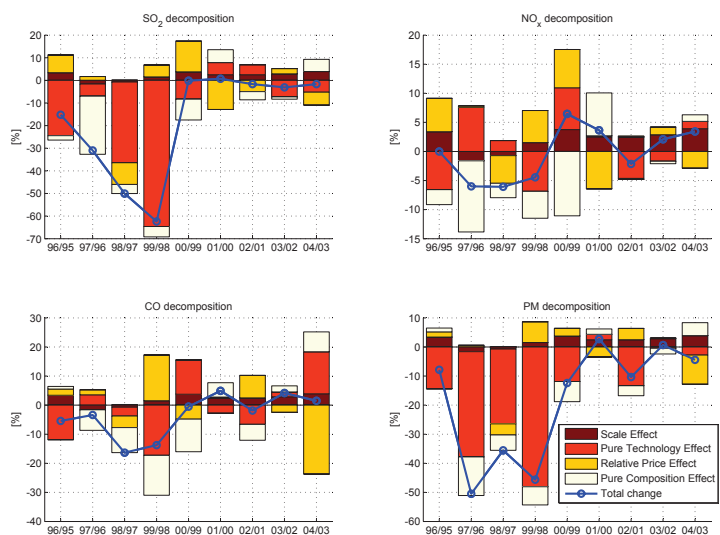 SO2 decomposition
20
10
0
-10
-20
-30
-40
-50
-60
-70
[%]
96/95 97/96 98/97 99/98 00/99 01/00 02/01 03/02 04/03
NOx decomposition
20
15
10
5
0
-5
-10
-15
[%]
96/95 97/96 98/97 99/98 00/99 01/00 02/01 03/02 04/03
CO decomposition
30
20
10
0
-10
-20
-30
-40
[%]
96/95 97/96 98/97 99/98 00/99 01/00 02/01 03/02 04/03
PM decomposition
10
0
-10
-20
-30
-40
-50
-60
[%]
Scale Effect
Pure Technology Effect
Relative Price Effect
Pure Composition Effect
Total change
96/95 97/96 98/97 99/98 00/99 01/00 02/01 03/02 04/03